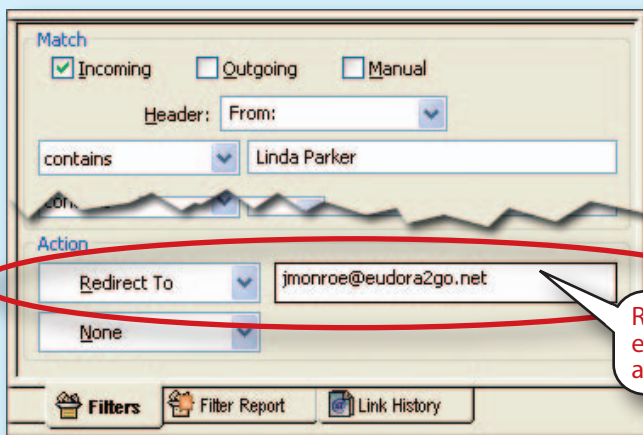 Match
Incoming Outgoing Manual
Header: From:
contains Linda Parker
Action
Redirect To jmonroe@eudora2go.net
None
Filters Filter Report Link History